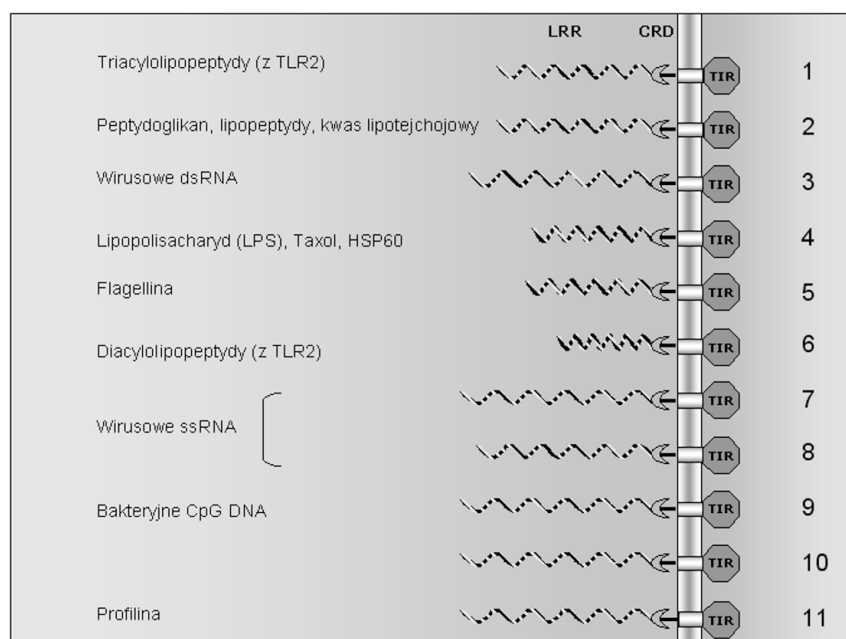 LRR CRD
Triacylolipopeptydy (z TLR2) TIR 1
Peptydoglikan, lipopeptydy, kwas lipotejchojowy TIR 2
Wirusowe dsRNA TIR 3
Lipopolisacharyd (LPS), Taxol, HSP60 TIR 4
Flagellina TIR 5
Diacylolipopeptydy (z TLR2) TIR 6
TIR 7
Wirusowe ssRNA
TIR 8
Bakteryjne CpG DNA TIR 9
TIR 10
Profilina TIR 11